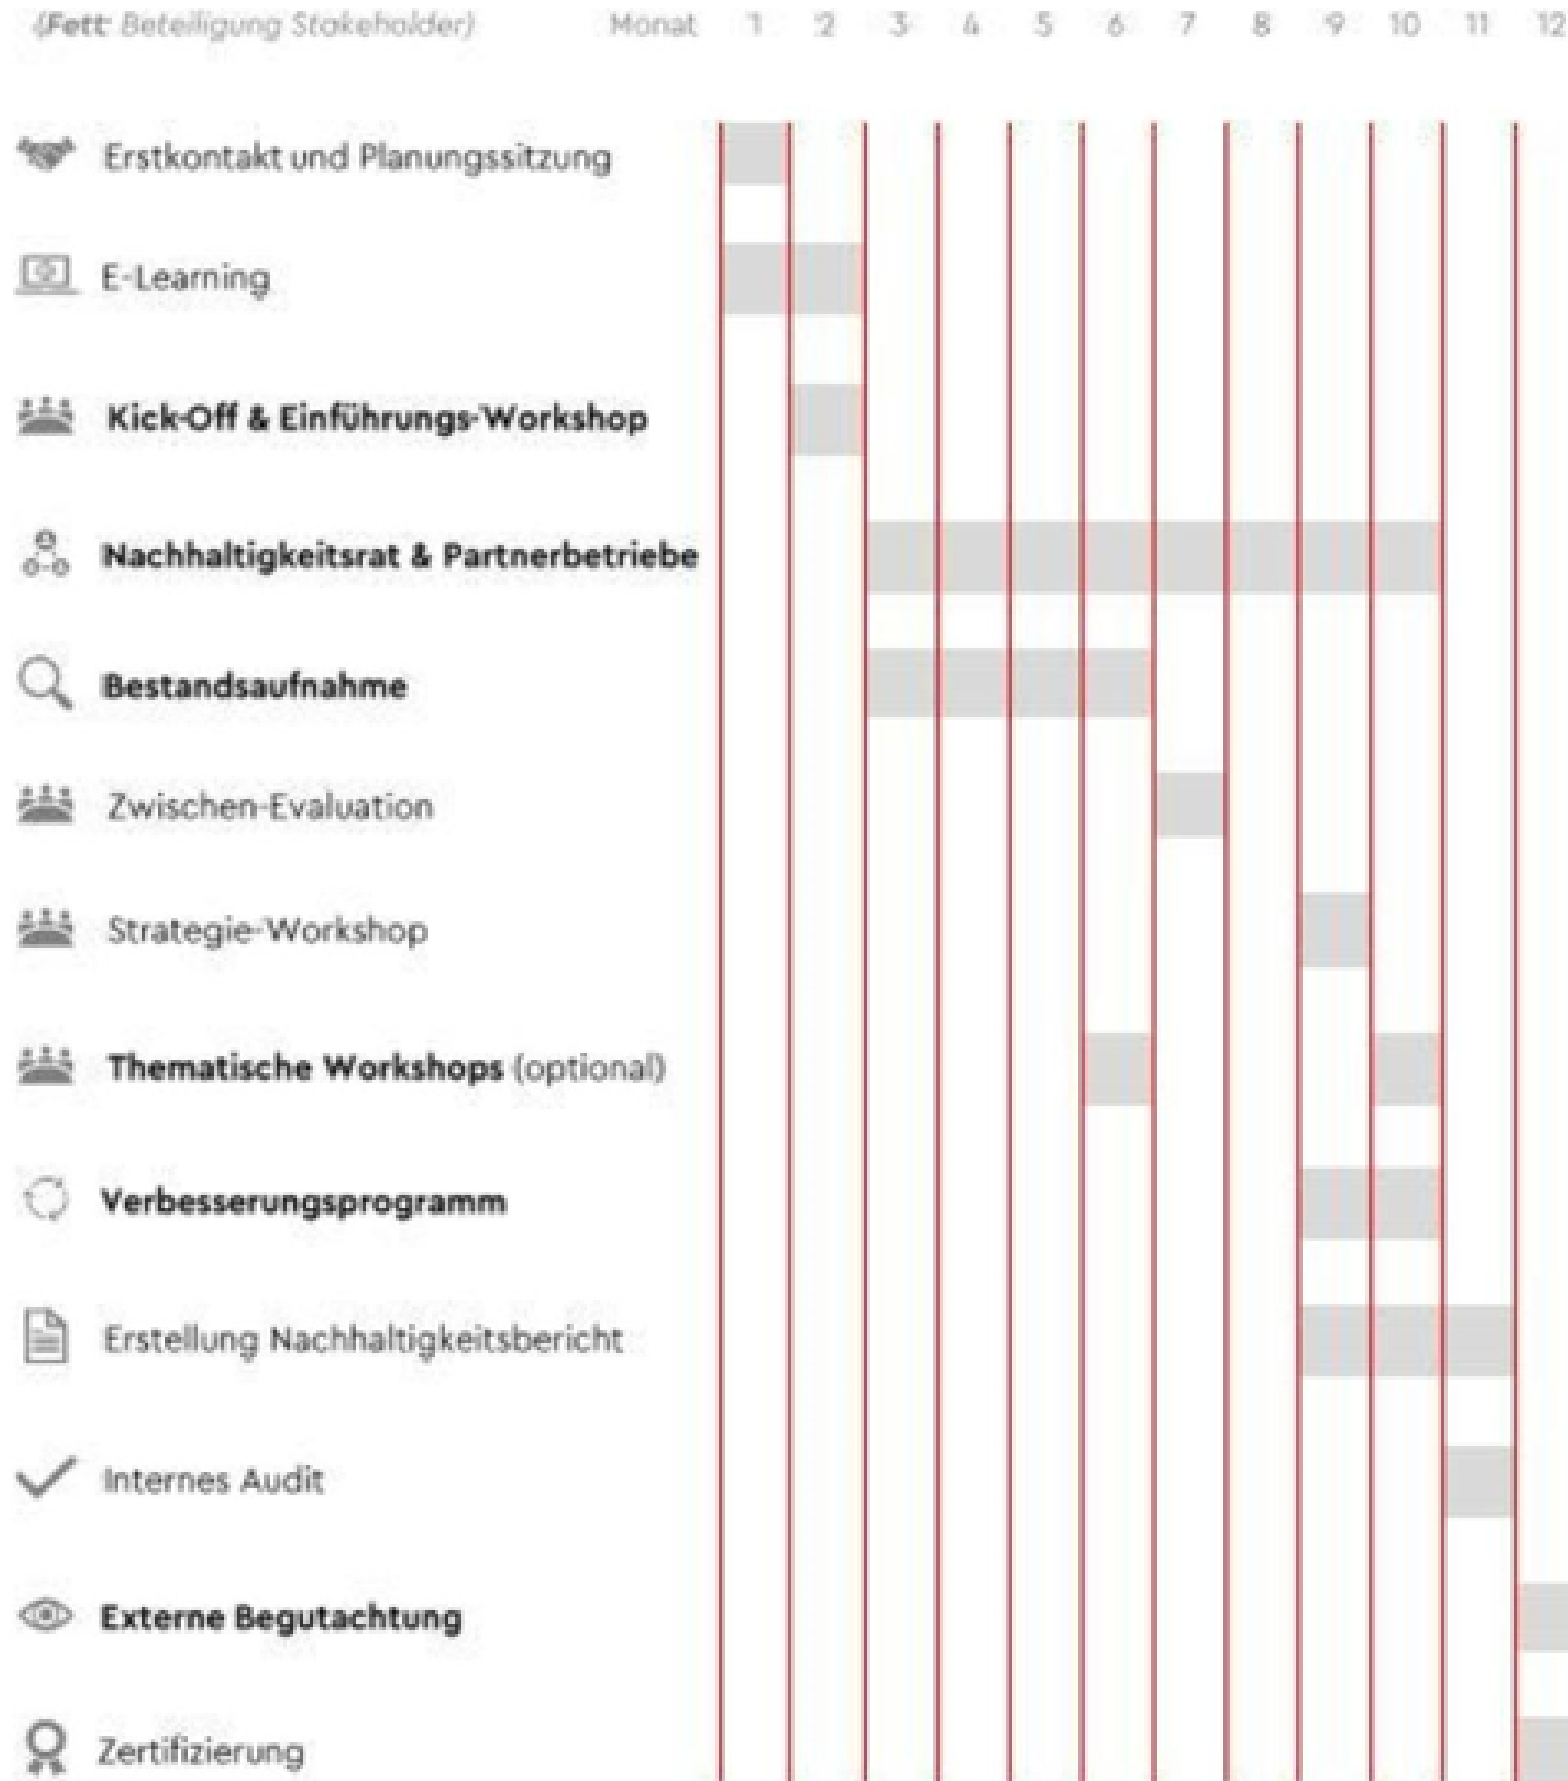 (Fett: Beteiligung Stakeholder) Monat 1 2 3 4 5 6 7 8 9 10 11 12
Erstkontakt und Planungssitzung
E-Learning
Kick-Off & Einführungs-Workshop
Nachhaltigkeitsrat & Partnerbetriebe
Bestandsaufnahme
Zwischen-Evaluation
Strategie-Workshop
Thematische Workshops (optional)
Verbesserungsprogramm
Erstellung Nachhaltigkeitsbericht
Internes Audit
Externe Begutachtung
Zertifizierung